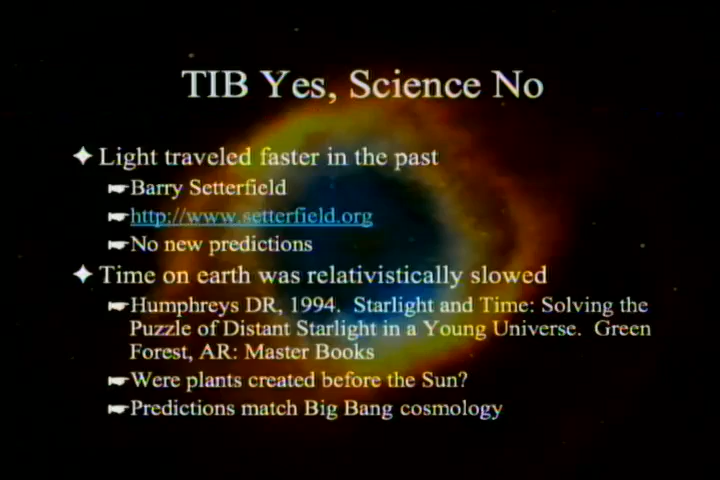 TIB Yes, Science No
Light traveled faster in the past
Barry Setterfield
http://www.setterfield.org
No new predictions
Time on earth was relativistically slowed
Humphreys DR, 1994. Starlight and Time: Solving the
Puzzle of Distant Starlight in a Young Universe. Green
Forest, AR: Master Books
Were plants created before the Sun?
Predictions match Big Bang cosmology